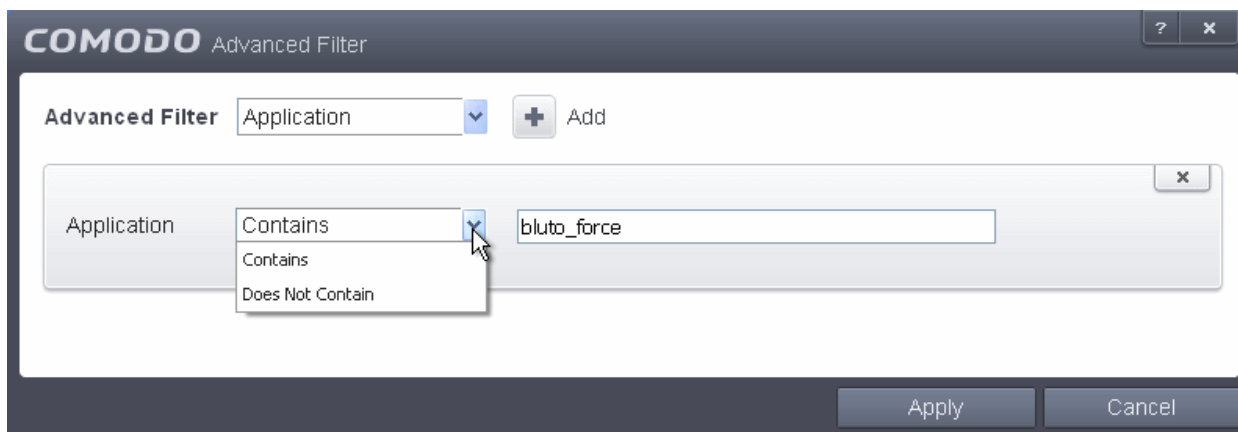 COMODO Advanced Filter ? x
Advanced Filter Application + Add
x
Application Contains bluto_force
Contains
Does Not Contain
Apply Cancel